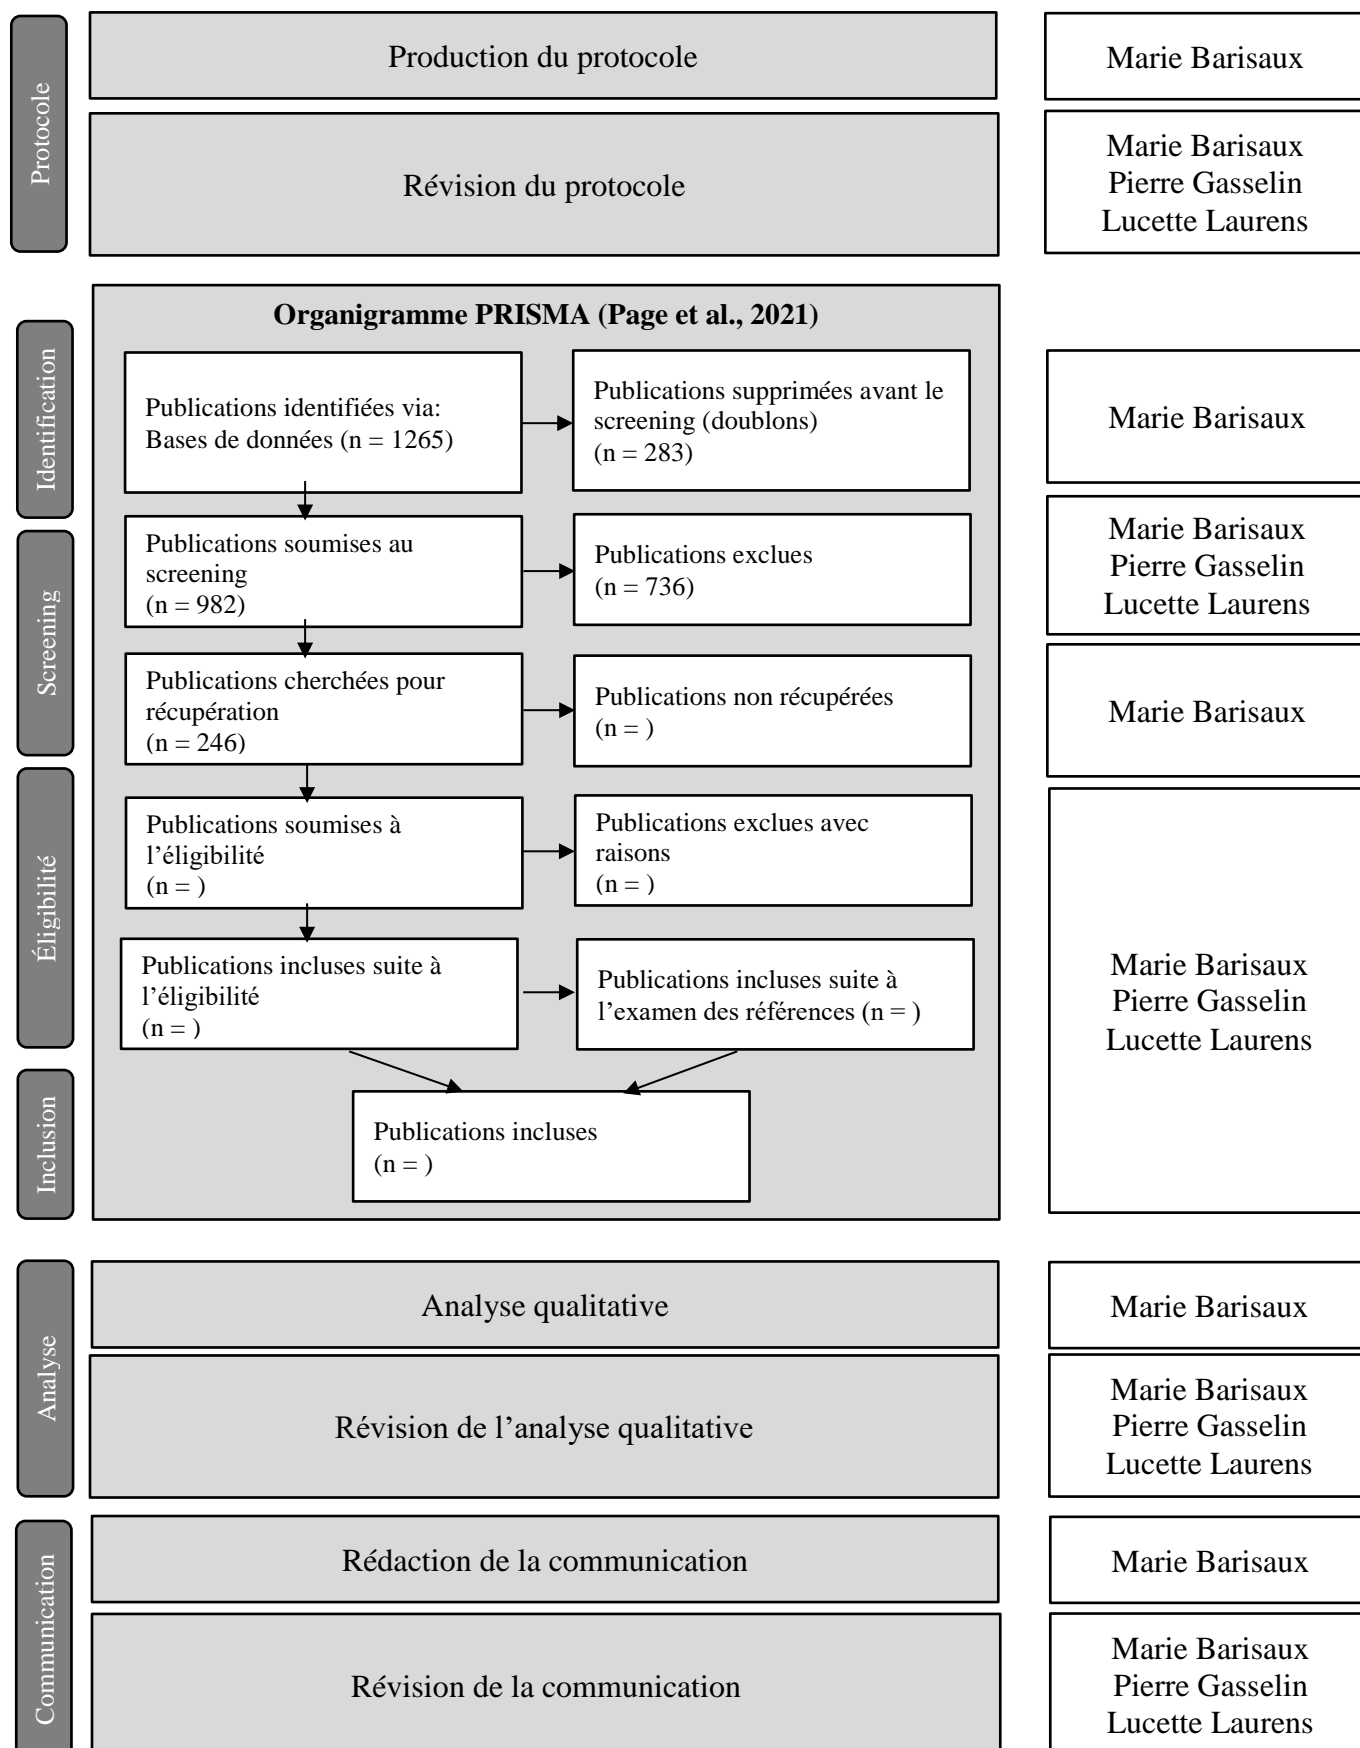 Protocole
Production du protocole
Marie Barisaux
Révision du protocole
Marie Barisaux
Pierre Gasselin
Lucette Laurens
Organigramme PRISMA (Page et al., 2021)
Identification
Publications identifiées via:
Bases de données (n = 1265)
Publications supprimées avant le
screening (doublons)
(n = 283)
Marie Barisaux
Screening
Publications soumises au
screening
(n = 982)
Publications exclues
(n = 736)
Marie Barisaux
Pierre Gasselin
Lucette Laurens
Publications cherchées pour
récupération
(n = 246)
Publications non récupérées
(n = )
Marie Barisaux
Éligibilité
Publications soumises à
l’éligibilité
(n = )
Publications exclues avec
raisons
(n = )
Publications incluses suite à
l’éligibilité
(n = )
Publications incluses suite à
l’examen des références (n = )
Marie Barisaux
Pierre Gasselin
Lucette Laurens
Inclusion
Publications incluses
(n = )
Analyse
Analyse qualitative
Marie Barisaux
Révision de l’analyse qualitative
Marie Barisaux
Pierre Gasselin
Lucette Laurens
Communication
Rédaction de la communication
Marie Barisaux
Révision de la communication
Marie Barisaux
Pierre Gasselin
Lucette Laurens